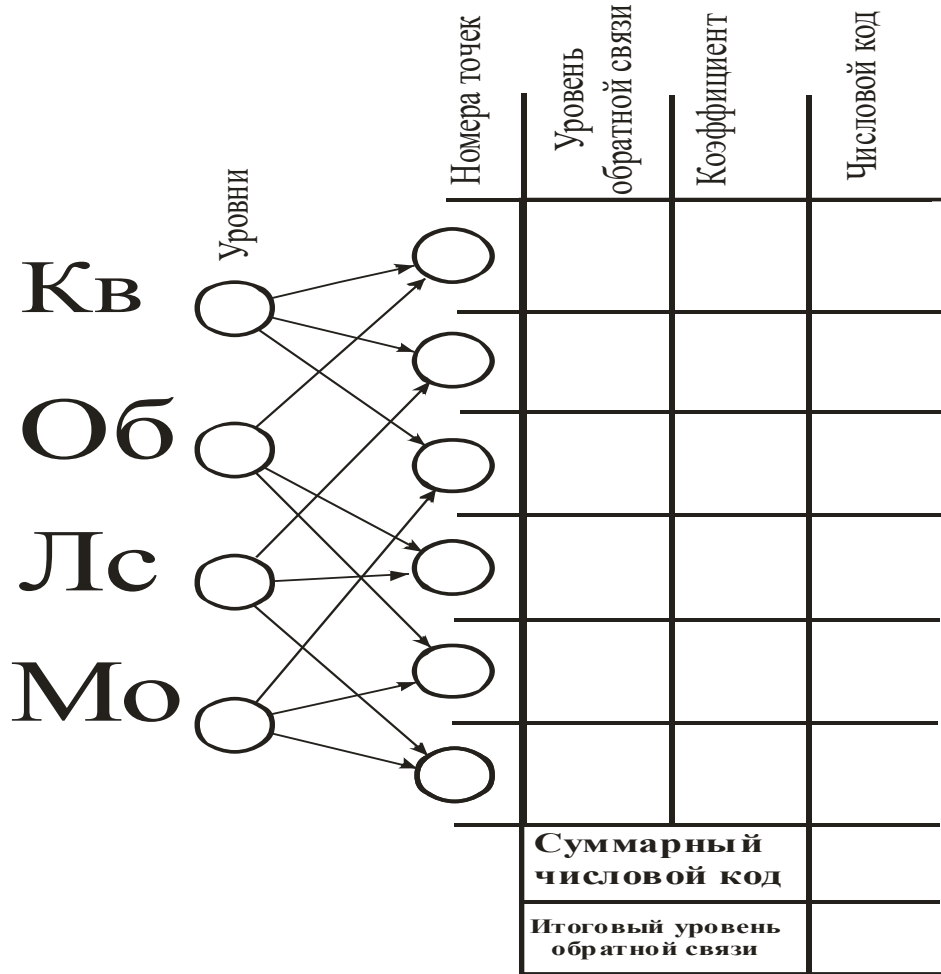 Уровни
Номера точек
Уровень
обратной связи
Коэффициент
Числовой код
Кв
Об
Лс
Мо
Суммарный
числовой код
Итоговый уровень
обратной связи